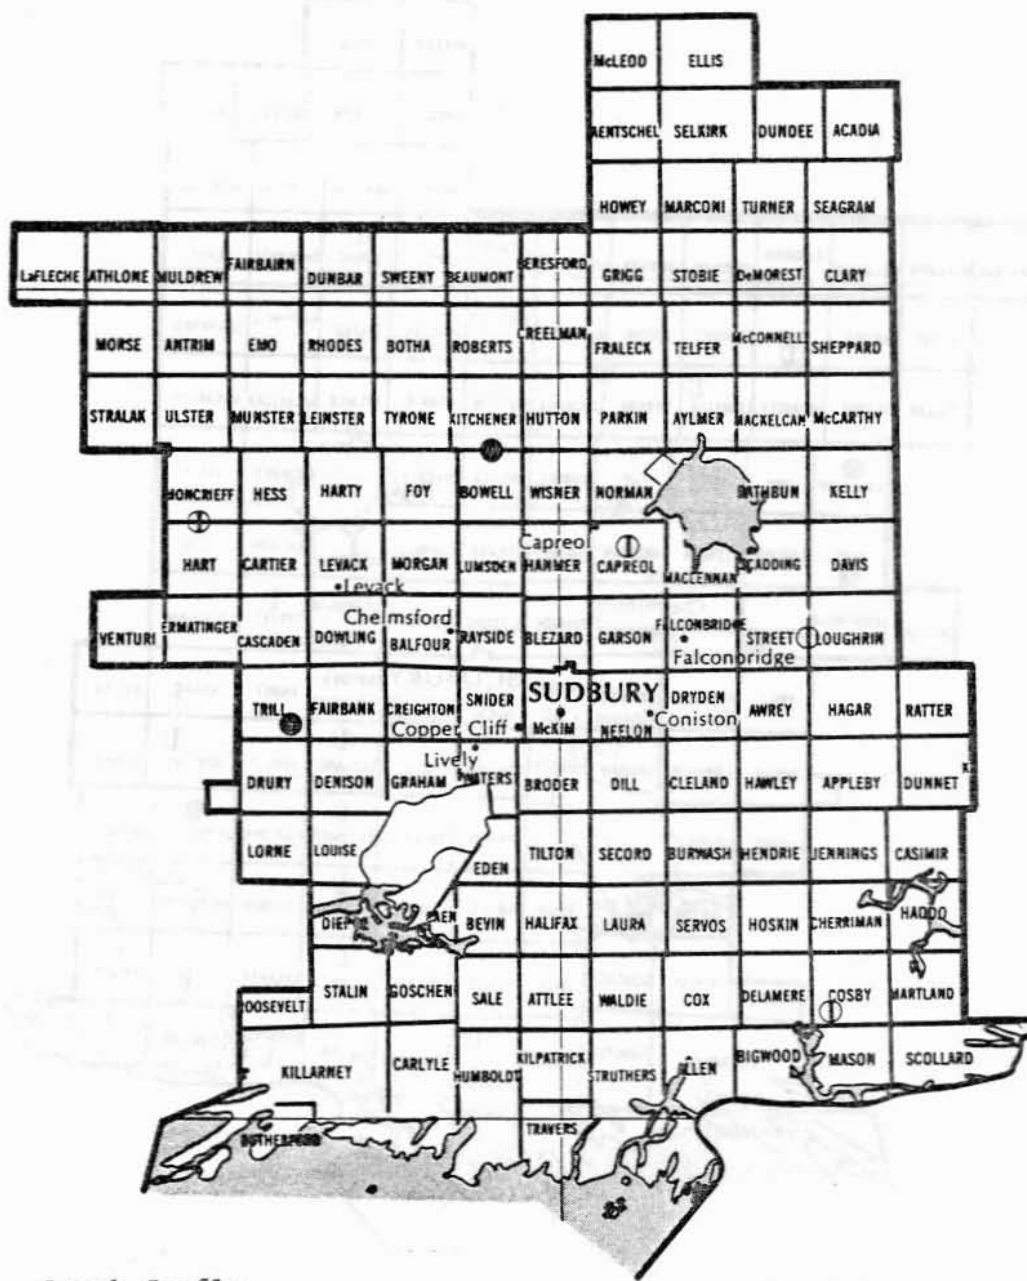 McLEOD ELLIS
AENTSCHEL SELKIRK DUNDEE ACADIA
HOWEY MARCONI TURNER SEAGRAM
LaFLECHE ATHLONE MULDREW FAIRBAIRN DUNBAR SWEENY BEAUMONT BERESFORD GRIGG STOBIE DeMOREST CLARY
MORSE ANTRIM EMO RHODES BOTHA ROBERTS CREELMAN FRALECK TELFER McCONNELL SHEPPARD
STRALAK ULSTER MUNSTER LEINSTER TYRONE KITCHENER HUTTON PARKIN AYLMER MACKELCAN McCARTHY
MONCRIEFF HESS HARTY FOY BOWELL WISNER NORMAN RATHBUN KELLY
Capreol
HART CARTIER LEVACK MORGAN LUMSDEN HANMER CAPREOL MACLENNAN SCADDING DAVIS
Levack
Chelmsford
VENTURI ERMATINGER CASCADEN DOWLING BALFOUR RAYSIDE BLEZARD GARSON FALCONBRIDGE STREET LOUGHRIN
Falconbridge
SUDBURY
TRILL FAIRBANK CREIGHTON SNIDER McKIM NEELON DRYDEN AWREY HAGAR RATTER
Copper Cliff Coniston
Lively
DRURY DENISON GRAHAM WATERS BRODER DILL CLELAND HAWLEY APPLEBY DUNNET
LORNE LOUISE EDEN TILTON SECORD BURWASH HENDRIE JENNINGS CASIMIR
BEVIN HALIFAX LAURA SERVOS HOSKIN CHERRIMAN HADDO
ROOSEVELT STALIN GOSCHEN SALE ATTLEE WALDIE COX DELAMERE COSBY MARTLAND
KILLARNEY CARLYLE HUMBOLDT KILPATRICK STRUTHERS ALLEN BIGWOOD MASON SCOLLARD
RUTHERFORD TRAVERS